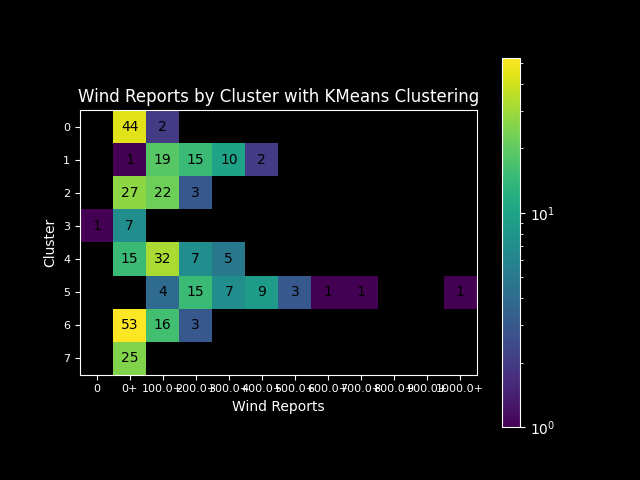 Wind Reports by Cluster with KMeans Clustering
0 44 2
1 1 19 15 10 2
2 27 22 3
3 1 7
4 15 32 7 5
5 4 15 7 9 3 1 1 1
6 53 16 3
7 25
Cluster
0 0+ 100.0+ 200.0+ 300.0+ 400.0+ 500.0+ 600.0+ 700.0+ 800.0+ 900.0+ 1000.0+
Wind Reports
10¹
10⁰